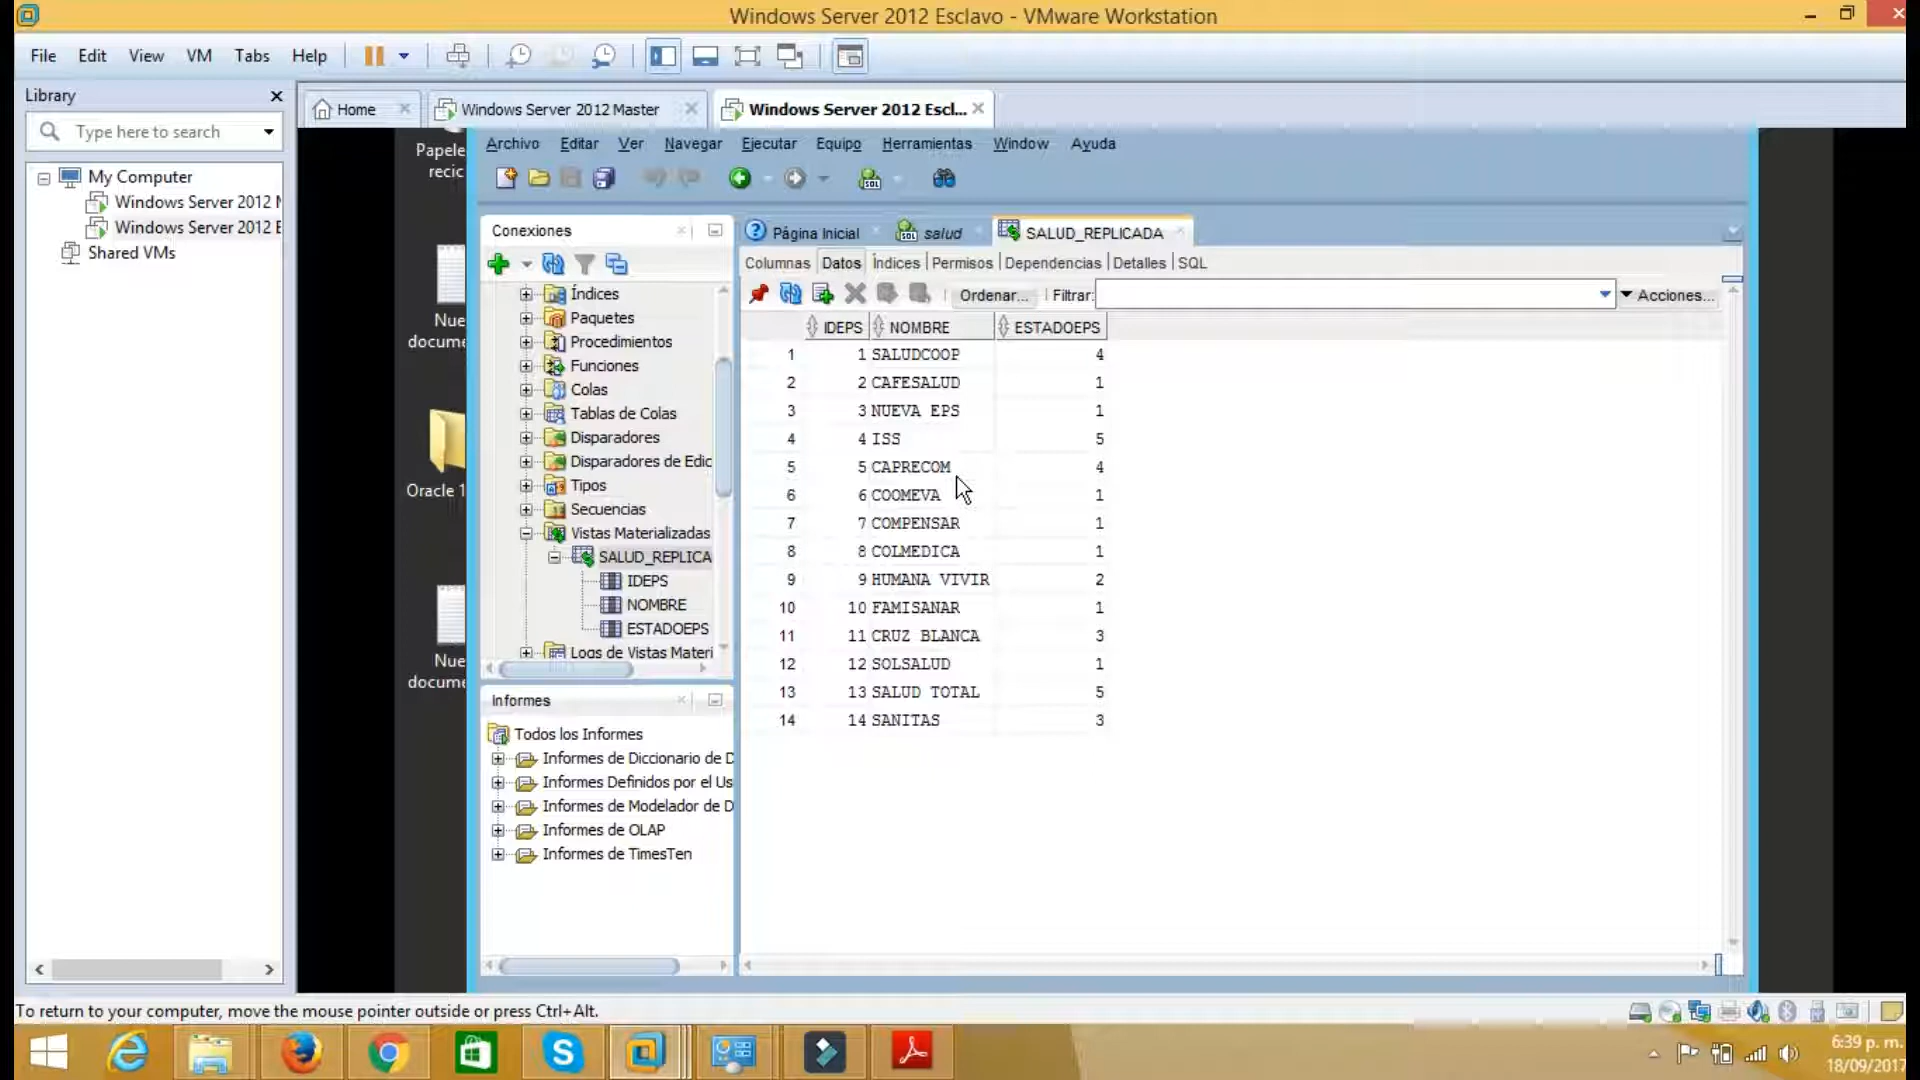 Windows Server 2012 Esclavo - VMware Workstation
File Edit View VM Tabs Help
Library
Type here to search
My Computer
Windows Server 2012 M
Windows Server 2012 E
Shared VMs
Home
Windows Server 2012 Master
Windows Server 2012 Escl...
Papele
recic
Nue
docume
Oracle 1
Nue
docume
Archivo Editar Ver Navegar Ejecutar Equipo Herramientas Window Ayuda
Conexiones
Índices
Paquetes
Procedimientos
Funciones
Colas
Tablas de Colas
Disparadores
Disparadores de Edic
Tipos
Secuencias
Vistas Materializadas
SALUD_REPLICA
IDEPS
NOMBRE
ESTADOEPS
Logs de Vistas Materi
Informes
Todos los Informes
Informes de Diccionario de D
Informes Definidos por el Us
Informes de Modelador de D
Informes de OLAP
Informes de TimesTen
Página Inicial
salud
SALUD_REPLICADA
Columnas Datos Índices Permisos Dependencias Detalles SQL
Ordenar... Filtrar: Acciones...
IDEPS NOMBRE ESTADOEPS
1 1 SALUDCOOP 4
2 2 CAFESALUD 1
3 3 NUEVA EPS 1
4 4 ISS 5
5 5 CAPRECOM 4
6 6 COOMEVA 1
7 7 COMPENSAR 1
8 8 COLMEDICA 1
9 9 HUMANA VIVIR 2
10 10 FAMISANAR 1
11 11 CRUZ BLANCA 3
12 12 SOLSALUD 1
13 13 SALUD TOTAL 5
14 14 SANITAS 3
To return to your computer, move the mouse pointer outside or press Ctrl+Alt.
6:39 p. m.
18/09/2017